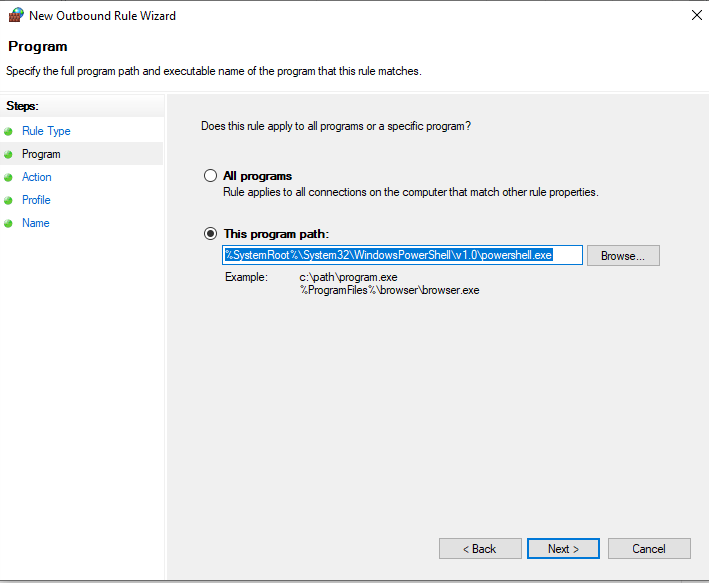 New Outbound Rule Wizard
Program
Specify the full program path and executable name of the program that this rule matches.
Steps:
Rule Type
Program
Action
Profile
Name
Does this rule apply to all programs or a specific program?
All programs
Rule applies to all connections on the computer that match other rule properties.
This program path:
%SystemRoot%\System32\WindowsPowerShell\v1.0\powershell.exe
Browse...
Example: c:\path\program.exe
%ProgramFiles%\browser\browser.exe
< Back Next > Cancel